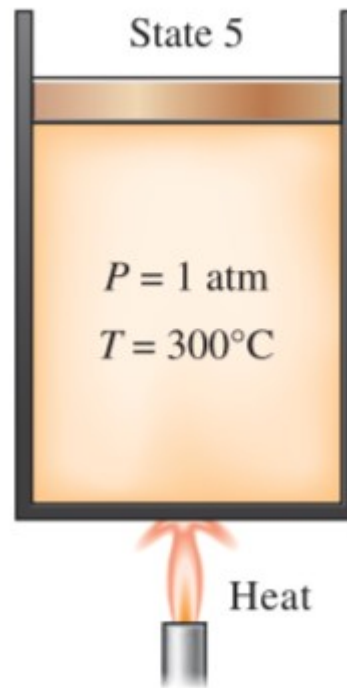 State 5
P = 1 atm
T = 300°C
Heat